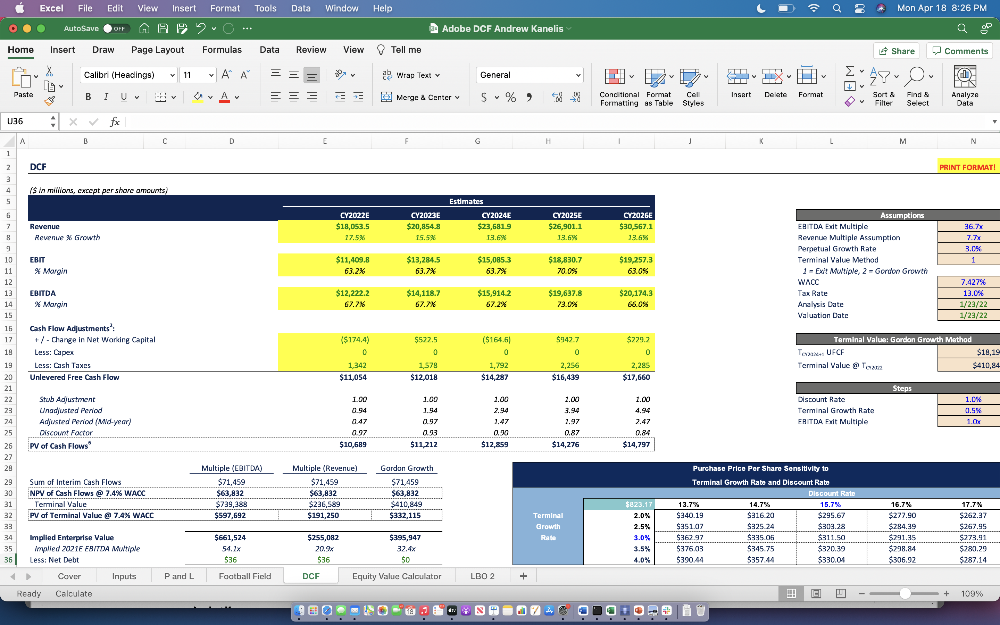 Excel File Edit View Insert Format Tools Data Window Help Mon Apr 18 8:26 PM
AutoSave OFF Adobe DCF Andrew Kanelis
Home Insert Draw Page Layout Formulas Data Review View Tell me Share Comments
Paste Calibri (Headings) 11 Wrap Text General Conditional Formatting Format as Table Cell Styles Insert Delete Format Sort & Filter Find & Select Analyze Data
B I U Merge & Center $ % 
U36 fx
A B C D E F G H I J K L M N
1
2 DCF PRINT FORMAT!
3
4 ($ in millions, except per share amounts)
5 Estimates
6 CY2022E CY2023E CY2024E CY2025E CY2026E Assumptions
7 Revenue $18,053.5 $20,854.8 $23,681.9 $26,901.1 $30,567.1 EBITDA Exit Multiple 36.7x
8 Revenue % Growth 17.5% 15.5% 13.6% 13.6% 13.6% Revenue Multiple Assumption 7.7x
9 Perpetual Growth Rate 3.0%
10 EBIT $11,409.8 $13,284.5 $15,085.3 $18,830.7 $19,257.3 Terminal Value Method 1
11 % Margin 63.2% 63.7% 63.7% 70.0% 63.0% 1 = Exit Multiple, 2 = Gordon Growth
12 WACC 7.427%
13 EBITDA $12,222.2 $14,118.7 $15,914.2 $19,637.8 $20,174.3 Tax Rate 13.0%
14 % Margin 67.7% 67.7% 67.2% 73.0% 66.0% Analysis Date 1/23/22
15 Valuation Date 1/23/22
16 Cash Flow Adjustments²:
17 + / - Change in Net Working Capital ($174.4) $522.5 ($164.6) $942.7 $229.2 Terminal Value: Gordon Growth Method
18 Less: Capex 0 0 0 0 0 TCY2024+1 UFCF $18,19
19 Less: Cash Taxes 1,342 1,578 1,792 2,256 2,285 Terminal Value @ TCY2022 $410,84
20 Unlevered Free Cash Flow $11,054 $12,018 $14,287 $16,439 $17,660
21 Steps
22 Stub Adjustment 1.00 1.00 1.00 1.00 1.00 Discount Rate 1.0%
23 Unadjusted Period 0.94 1.94 2.94 3.94 4.94 Terminal Growth Rate 0.5%
24 Adjusted Period (Mid-year) 0.47 0.97 1.47 1.97 2.47 EBITDA Exit Multiple 1.0x
25 Discount Factor 0.97 0.93 0.90 0.87 0.84
26 PV of Cash Flows⁶ $10,689 $11,212 $12,859 $14,276 $14,797
27
28 Multiple (EBITDA) Multiple (Revenue) Gordon Growth Purchase Price Per Share Sensitivity to
29 Sum of Interim Cash Flows $71,459 $71,459 $71,459 Terminal Growth Rate and Discount Rate
30 NPV of Cash Flows @ 7.4% WACC $63,832 $63,832 $63,832 Discount Rate
31 Terminal Value $739,388 $236,589 $410,849 $823.17 13.7% 14.7% 15.7% 16.7% 17.7%
32 PV of Terminal Value @ 7.4% WACC $597,692 $191,250 $332,115 Terminal 2.0% $340.19 $316.20 $295.67 $277.90 $262.37
33 Growth 2.5% $351.07 $325.24 $303.28 $284.39 $267.95
34 Implied Enterprise Value $661,524 $255,082 $395,947 Rate 3.0% $362.97 $335.06 $311.50 $291.35 $273.91
35 Implied 2021E EBITDA Multiple 54.1x 20.9x 32.4x 3.5% $376.03 $345.75 $320.39 $298.84 $280.29
36 Less: Net Debt $36 $36 $0 4.0% $390.44 $357.44 $330.04 $306.92 $287.14
Cover Inputs P and L Football Field DCF Equity Value Calculator LBO 2 +
Ready Calculate 109%